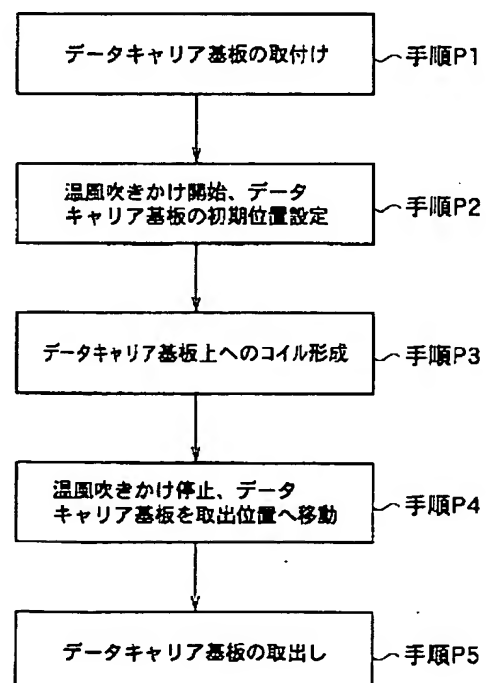 データキャリア基板の取付け
手順P1
温風吹きかけ開始、データ
キャリア基板の初期位置設定
手順P2
データキャリア基板上へのコイル形成
手順P3
温風吹きかけ停止、データ
キャリア基板を取出位置へ移動
手順P4
データキャリア基板の取出し
手順P5